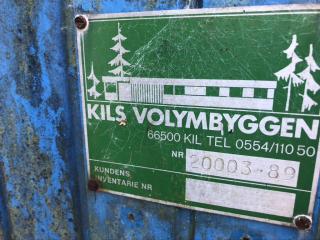 KILS VOLYMBYGGEN
66500 KIL TEL 0554/110 50
NR 20003-89
KUNDENS
INVENTARIE NR